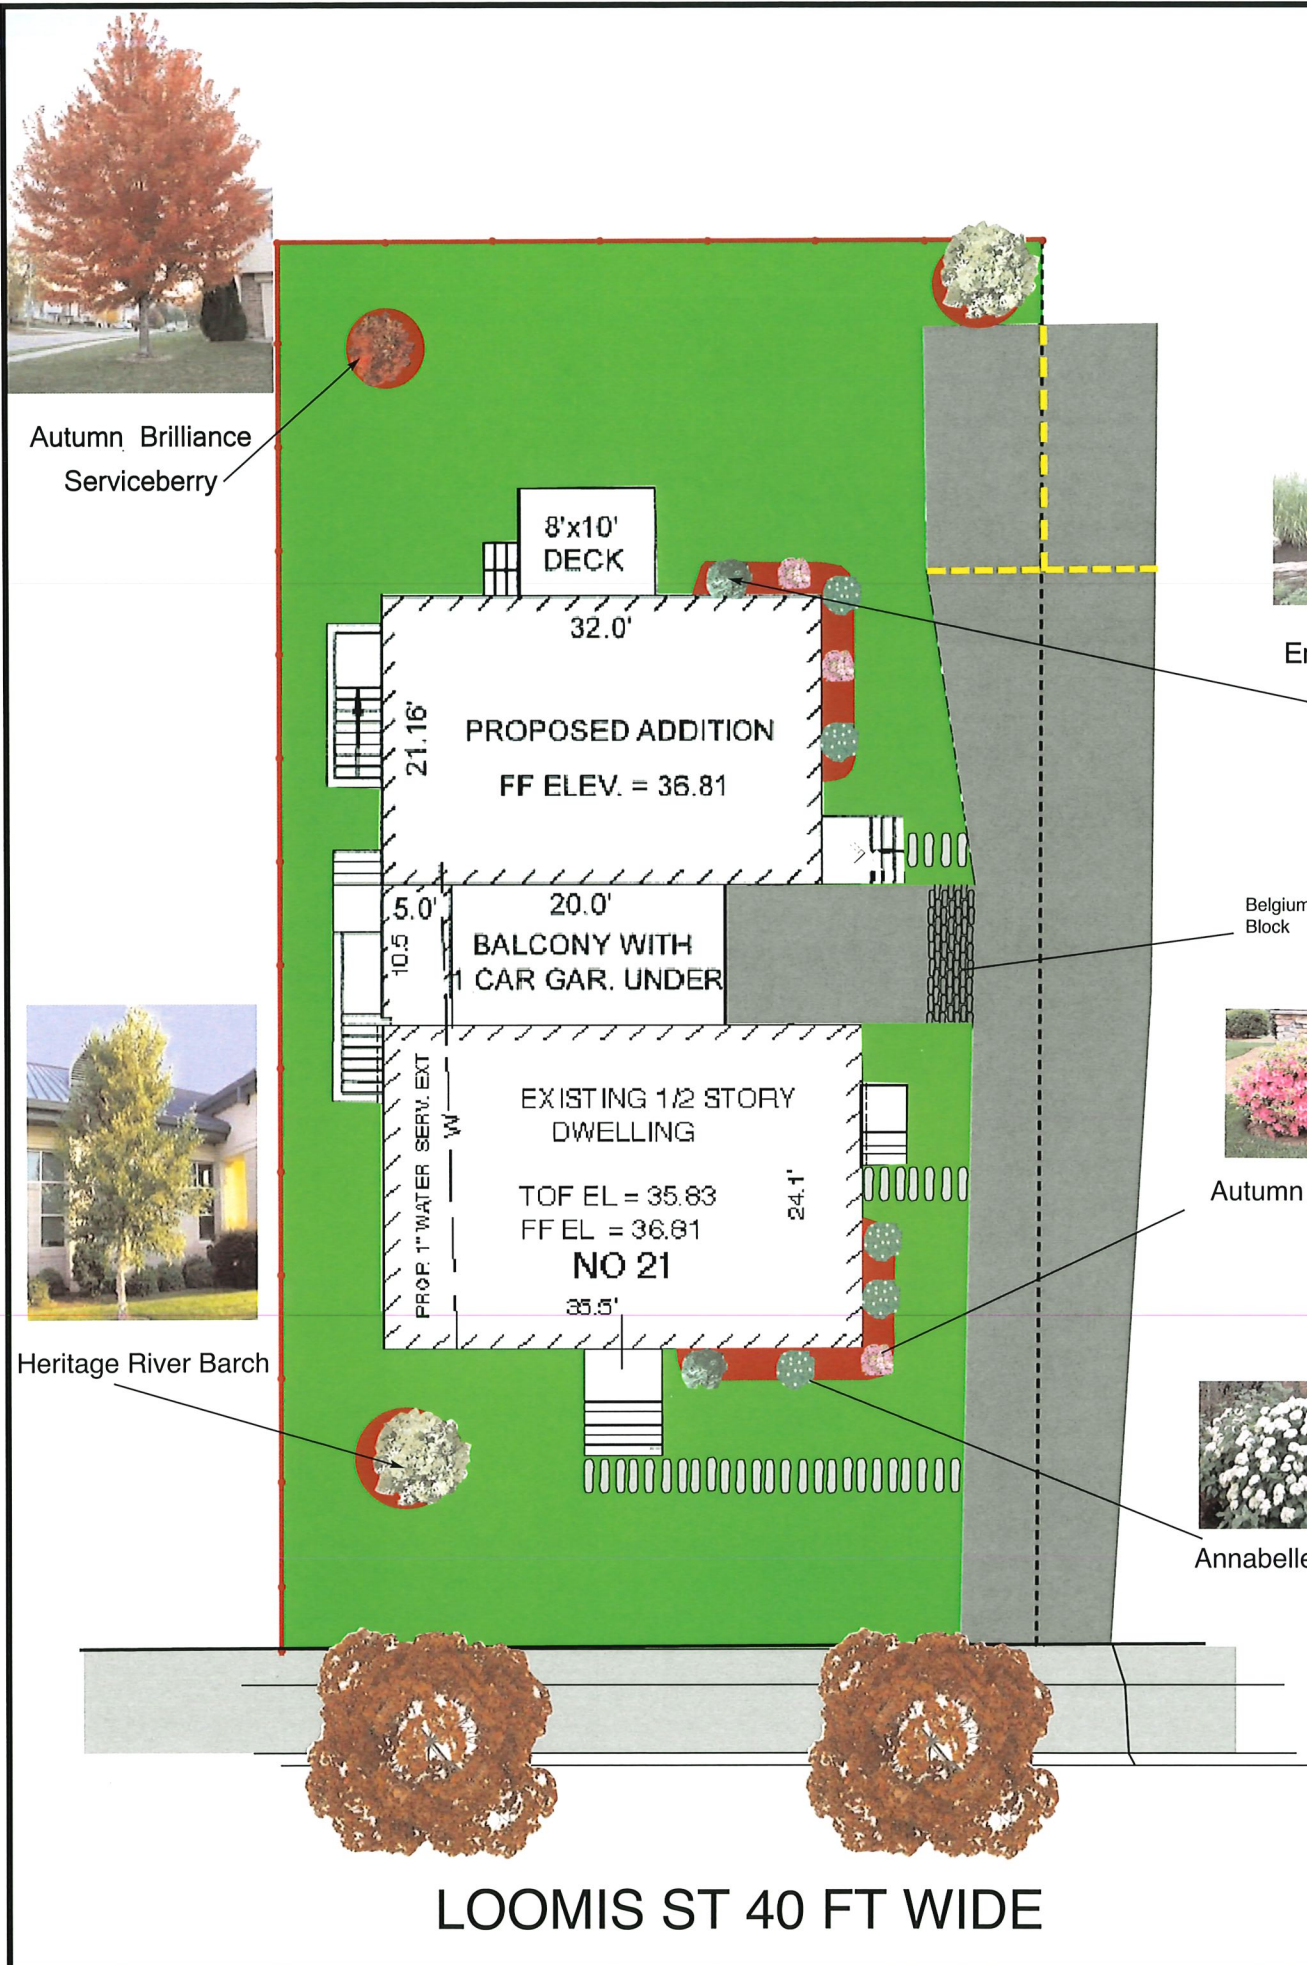 Autumn Brilliance
Serviceberry
8'x10'
DECK
32.0'
21.16'
PROPOSED ADDITION
FF ELEV. = 36.81
5.0'
20.0'
10.5
BALCONY WITH
1 CAR GAR. UNDER
Belgium
Block
PROP. 1" WATER SERV. EXT
W
EXISTING 1/2 STORY
DWELLING
24.1'
TOF EL = 35.83
FF EL = 36.81
NO 21
35.5'
Autumn
Heritage River Barch
Annabelle
LOOMIS ST 40 FT WIDE